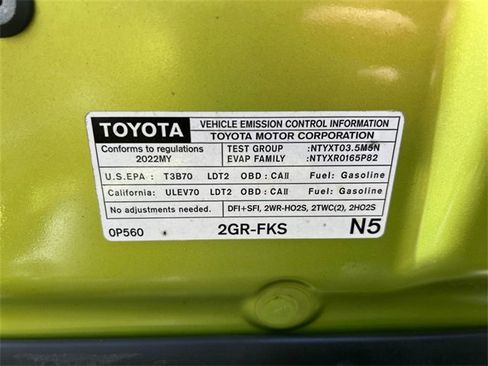 TOYOTA VEHICLE EMISSION CONTROL INFORMATION
TOYOTA MOTOR CORPORATION
Conforms to regulations TEST GROUP :NTYXT03.5M5N
2022MY EVAP FAMILY :NTYXR0165P82
U.S.EPA : T3B70 LDT2 OBD : CAII Fuel: Gasoline
California: ULEV70 LDT2 OBD : CAII Fuel: Gasoline
No adjustments needed. DFI+SFI, 2WR-HO2S, 2TWC(2), 2HO2S
0P560 2GR-FKS N5